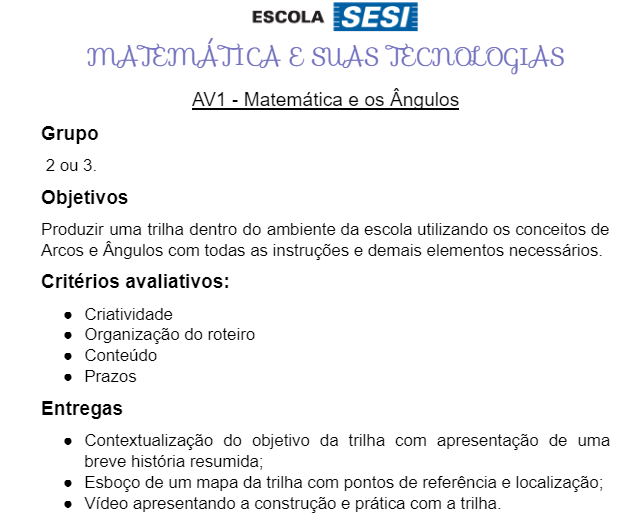 ESCOLA SESI
MATEMÁTICA E SUAS TECNOLOGIAS
AV1 - Matemática e os Ângulos
Grupo
2 ou 3.
Objetivos
Produzir uma trilha dentro do ambiente da escola utilizando os conceitos de
Arcos e Ângulos com todas as instruções e demais elementos necessários.
Critérios avaliativos:
● Criatividade
● Organização do roteiro
● Conteúdo
● Prazos
Entregas
● Contextualização do objetivo da trilha com apresentação de uma
breve história resumida;
● Esboço de um mapa da trilha com pontos de referência e localização;
● Vídeo apresentando a construção e prática com a trilha.